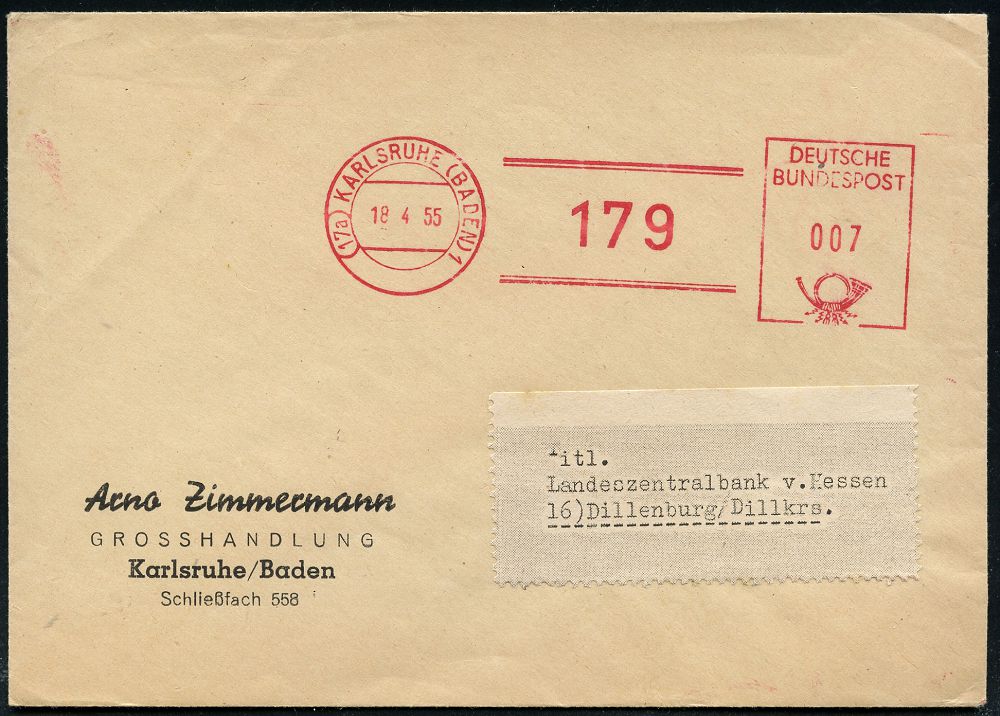 (17a) KARLSRUHE (BADEN) 1
18 4 55
179
DEUTSCHE
BUNDESPOST
007
Arno Zimmermann
GROSSHANDLUNG
Karlsruhe/Baden
Schließfach 558
Titl.
Landeszentralbank v.Hessen
16)Dillenburg/Dillkrs.